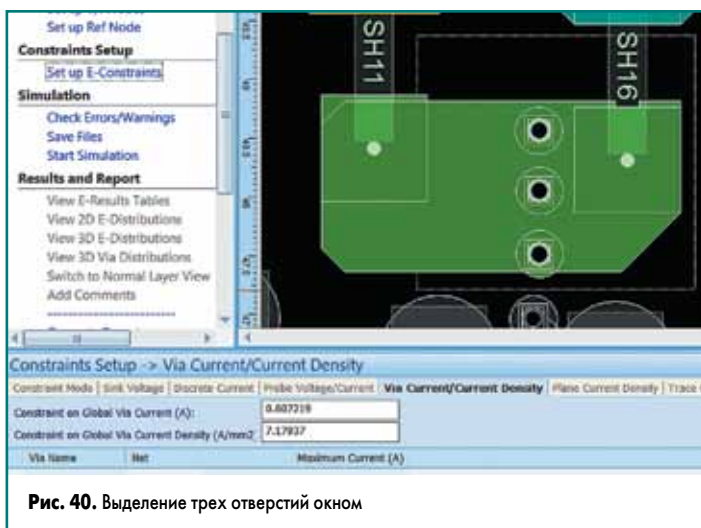 Set up Ref Node
Constraints Setup
Set up E-Constraints
Simulation
Check Errors/Warnings
Save Files
Start Simulation
Results and Report
View E-Results Tables
View 2D E-Distributions
View 3D E-Distributions
View 3D Via Distributions
Switch to Normal Layer View
Add Comments
SH11
SH16
Constraints Setup -> Via Current/Current Density
Constraint Mode | Sink Voltage | Discrete Current | Probe Voltage/Current | Via Current/Current Density | Plane Current Density | Trace
Constraint on Global Via Current (A): 0.607219
Constraint on Global Via Current Density (A/mm2 7.17937
Via Name Net Maximum Current (A)
Рис. 40. Выделение трех отверстий окном